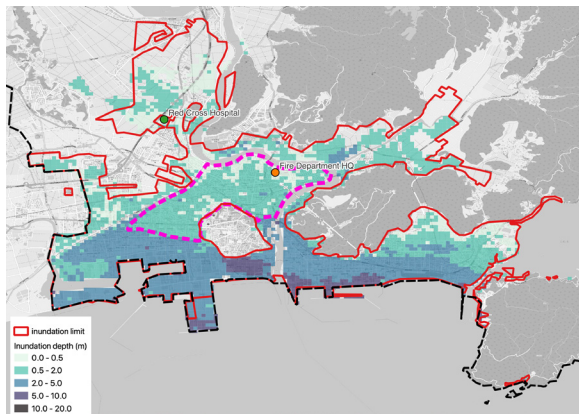 Red Cross Hospital
Fire Department HQ
inundation limit
Inundation depth (m)
0.0 - 0.5
0.5 - 2.0
2.0 - 5.0
5.0 - 10.0
10.0 - 20.0